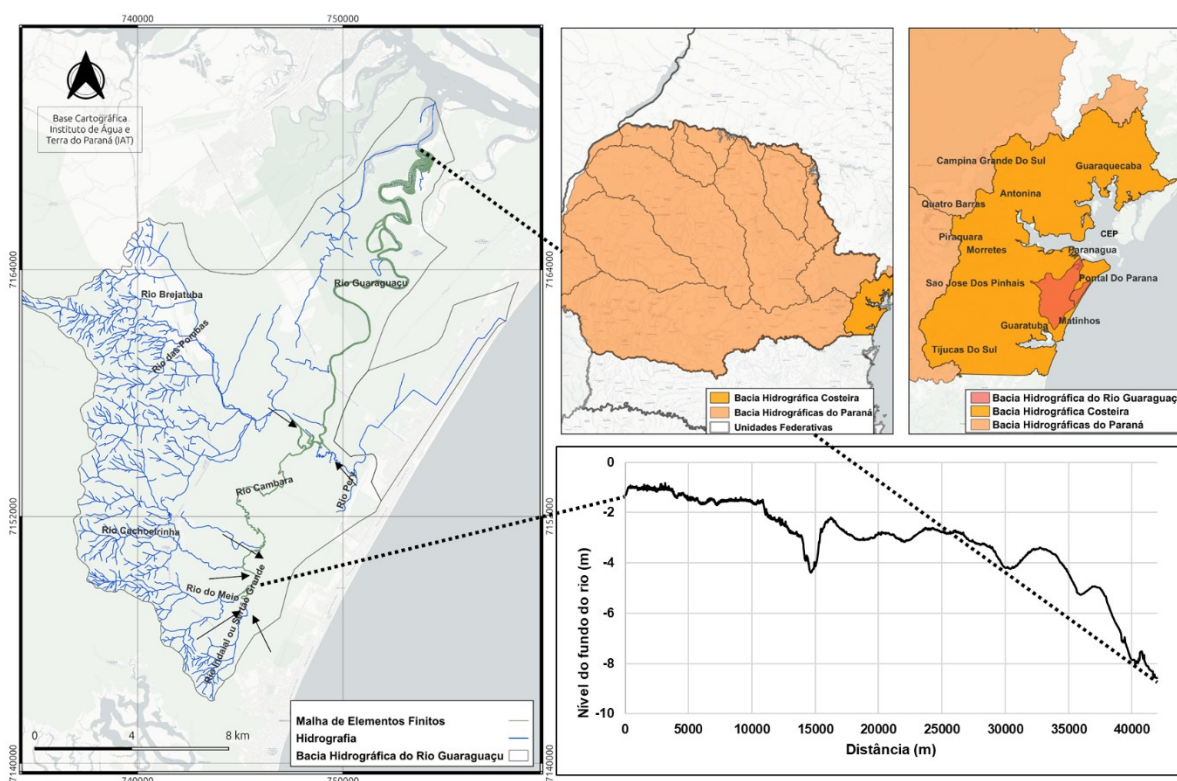 740000
750000
Base Cartográfica
Instituto de Água e
Terra do Paraná (IAT)
7164000
7164000
Rio Brejatuba
Rio Guaraguaçu
Rio das Pombas
Rio Cambara
Rio Pery
7152000
7152000
Rio Cachoeirinha
Rio do Meio
Rio Indaial ou Sertão Grande
Malha de Elementos Finitos
Hidrografia
Bacia Hidrográfica do Rio Guaraguaçu
0
4
8 km
7140000
7140000
740000
750000
Bacia Hidrográfica Costeira
Bacia Hidrográficas do Paraná
Unidades Federativas
Campina Grande Do Sul
Guaraquecaba
Antonina
Quatro Barras
CEP
Piraquara
Morretes
Paranagua
Sao Jose Dos Pinhais
Pontal Do Parana
Matinhos
Guaratuba
Tijucas Do Sul
Bacia Hidrográfica do Rio Guaraguaç
Bacia Hidrográfica Costeira
Bacia Hidrográficas do Paraná
Nível do fundo do rio (m)
0
-2
-4
-6
-8
-10
0
5000
10000
15000
20000
25000
30000
35000
40000
Distância (m)